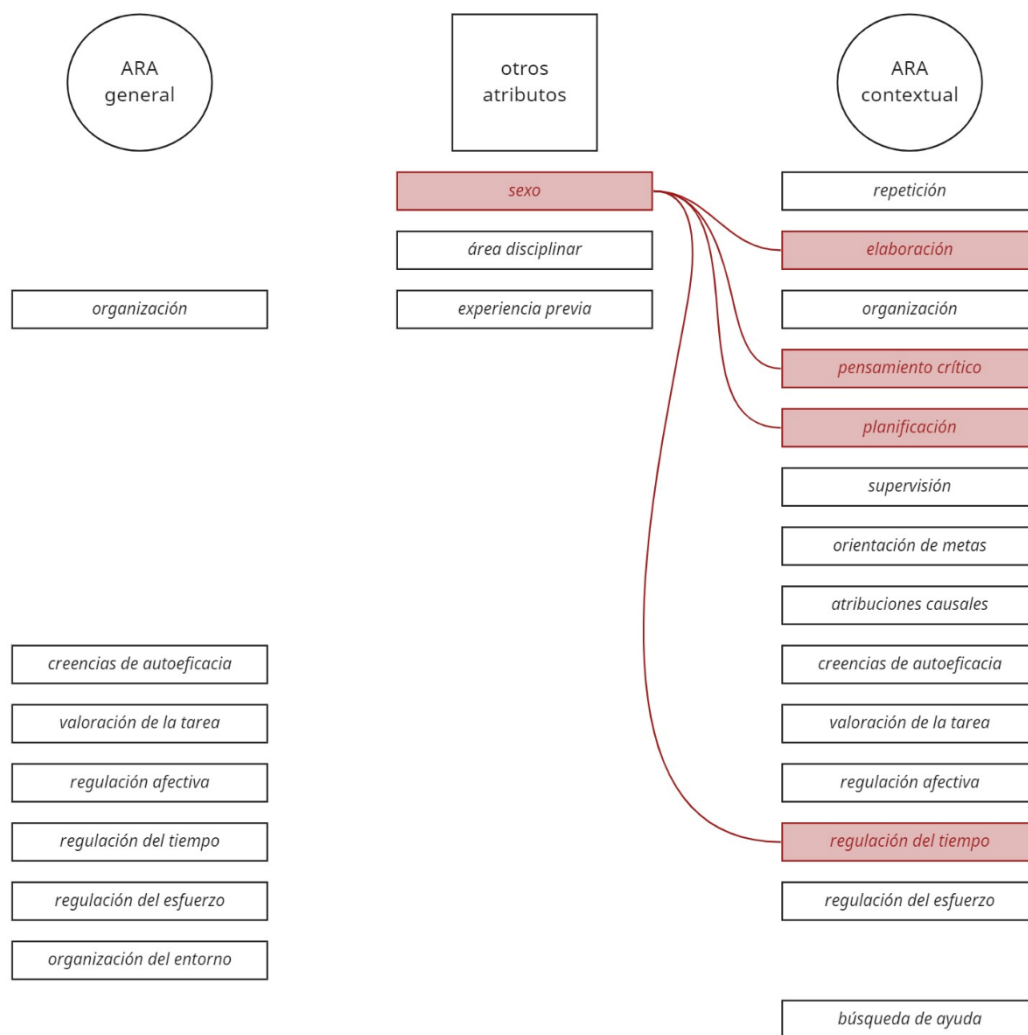 ARA
general
otros
atributos
ARA
contextual
sexo
repetición
área disciplinar
elaboración
organización
experiencia previa
organización
pensamiento crítico
planificación
supervisión
orientación de metas
atribuciones causales
creencias de autoeficacia
creencias de autoeficacia
valoración de la tarea
valoración de la tarea
regulación afectiva
regulación afectiva
regulación del tiempo
regulación del tiempo
regulación del esfuerzo
regulación del esfuerzo
organización del entorno
búsqueda de ayuda